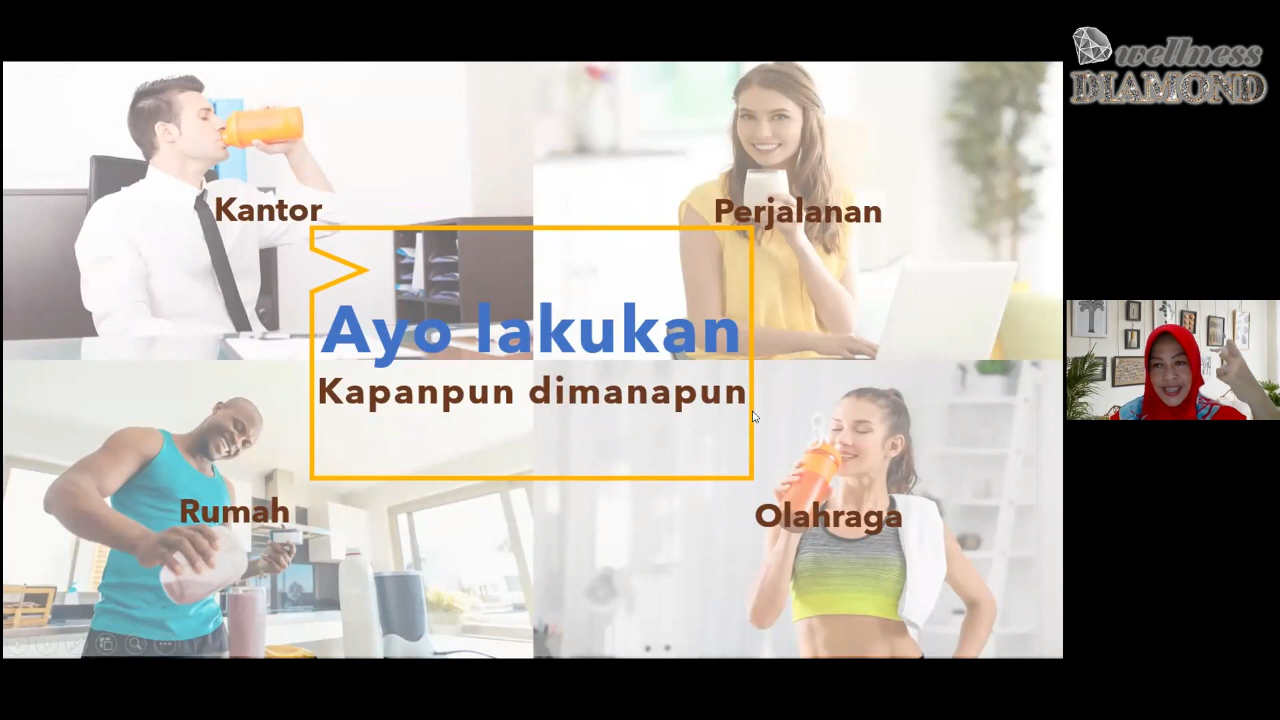 wellness
DIAMOND
Kantor
Perjalanan
Ayo lakukan
Kapanpun dimanapun
Rumah
Olahraga